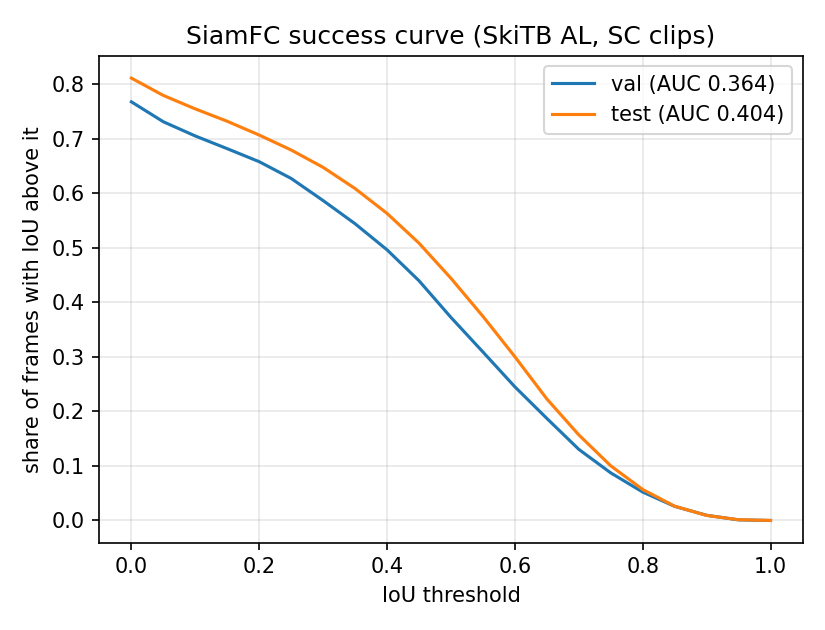 SiamFC success curve (SkiTB AL, SC clips)
val (AUC 0.364)
test (AUC 0.404)
share of frames with IoU above it
0.8
0.7
0.6
0.5
0.4
0.3
0.2
0.1
0.0
0.0 0.2 0.4 0.6 0.8 1.0
IoU threshold